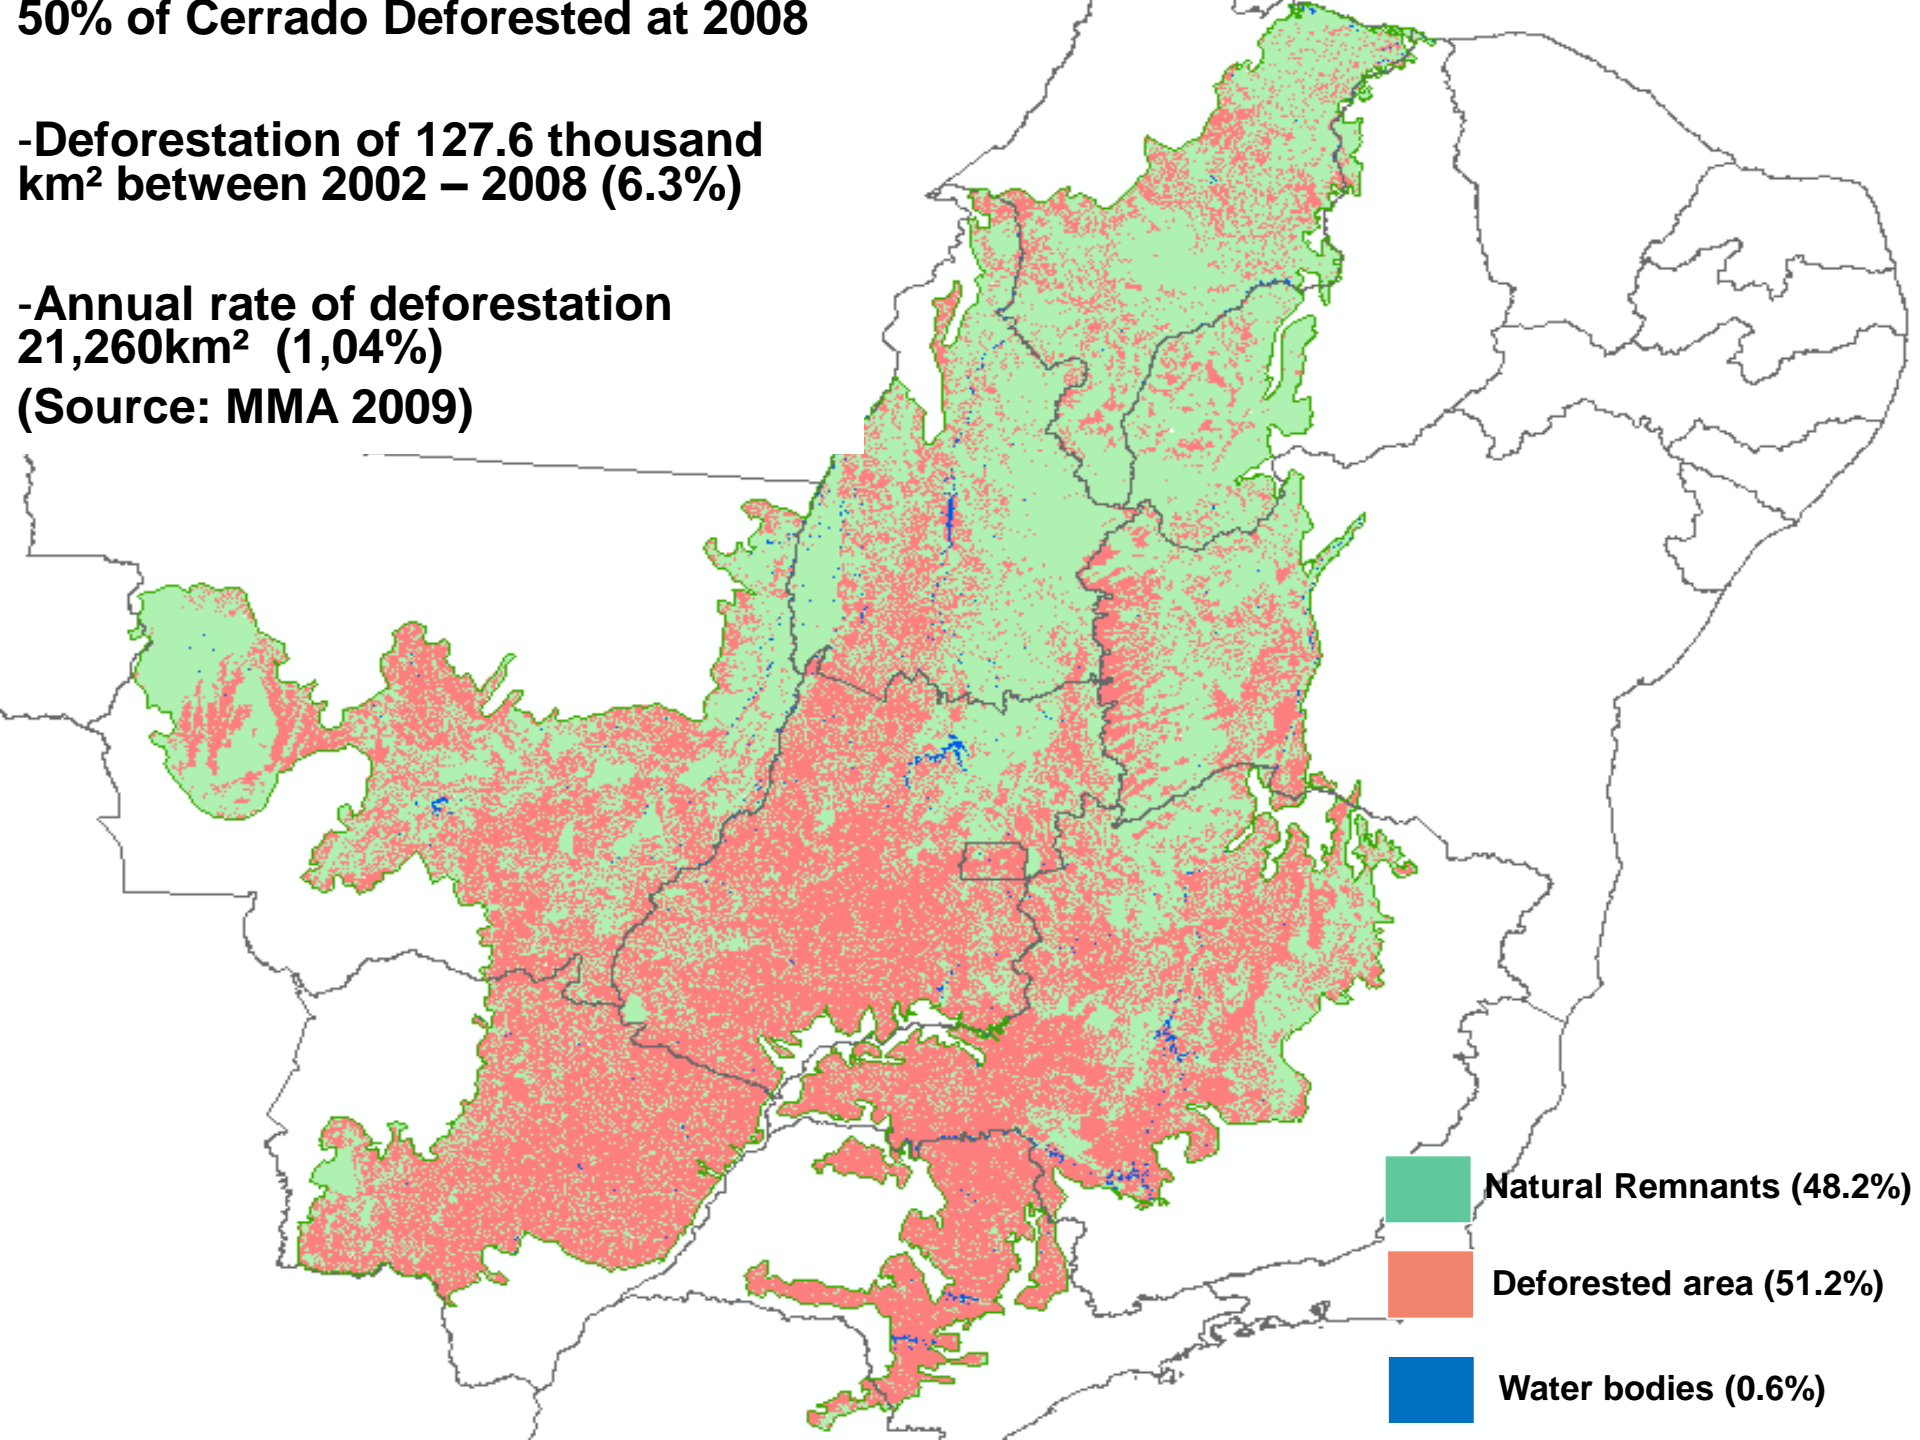 50% of Cerrado Deforested at 2008
-Deforestation of 127.6 thousand
km² between 2002 – 2008 (6.3%)
-Annual rate of deforestation
21,260km² (1,04%)
(Source: MMA 2009)
Natural Remnants (48.2%)
Deforested area (51.2%)
Water bodies (0.6%)